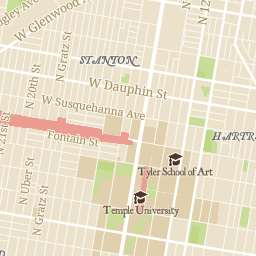 W Glenwood
N Gratz St
STANTON
N 12
N 20th St
W Dauphin St
W Susquehanna Ave
N 21st
Fontain St
HARTR
N Uber St
Tyler School of Art
N Gratz St
Temple University